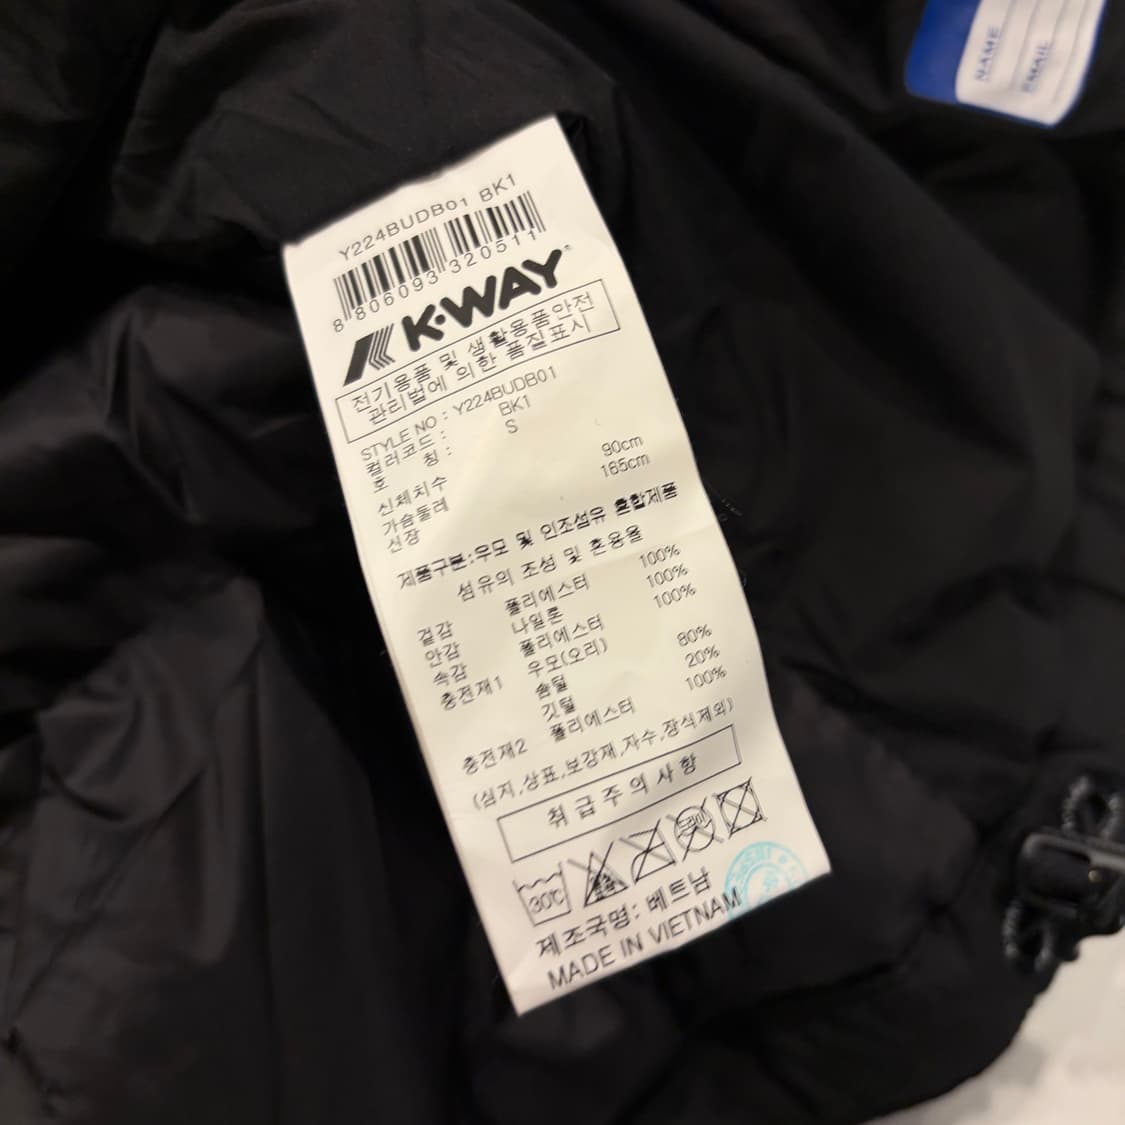 NAME
EMAIL
Y224BUDB01 BK1
8 806093 320511
K·WAY
전기용품 및 생활용품안전
관리법에 의한 품질표시
STYLE NO : Y224BUDB01
컬러코드 : BK1
호 칭 : S
신체치수
가슴둘레 90cm
신장 165cm
제품구분:우모 및 인조섬유 혼합제품
섬유의 조성 및 혼용율
겉감 폴리에스터 100%
안감 나일론 100%
속감 폴리에스터 100%
충전재1 우모(오리)
솜털 80%
깃털 20%
충전재2 폴리에스터 100%
(심지,상표,보강재,자수,장식제외)
취급주의사항
30℃
드라이
제조국명: 베트남
MADE IN VIETNAM